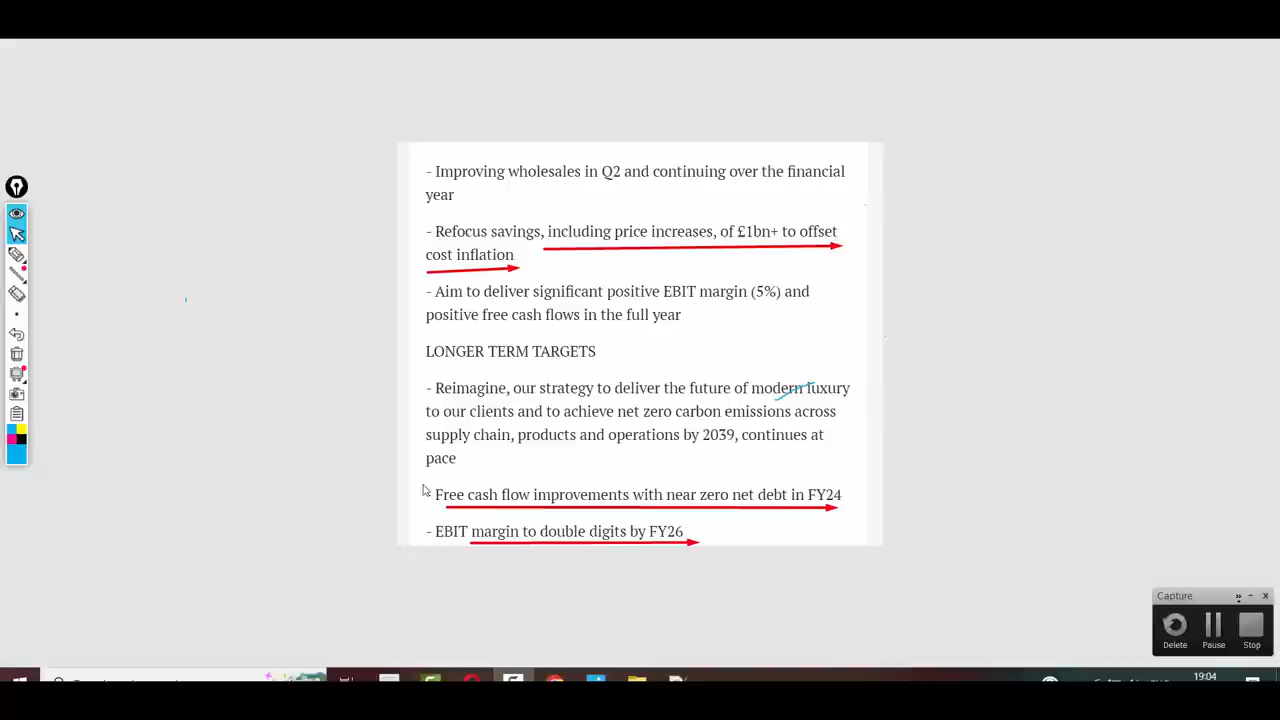 - Improving wholesales in Q2 and continuing over the financial
year
- Refocus savings, including price increases, of £1bn+ to offset
cost inflation
- Aim to deliver significant positive EBIT margin (5%) and
positive free cash flows in the full year
LONGER TERM TARGETS
- Reimagine, our strategy to deliver the future of modern luxury
to our clients and to achieve net zero carbon emissions across
supply chain, products and operations by 2039, continues at
pace
Free cash flow improvements with near zero net debt in FY24
- EBIT margin to double digits by FY26
Capture
Delete Pause Stop
19:04